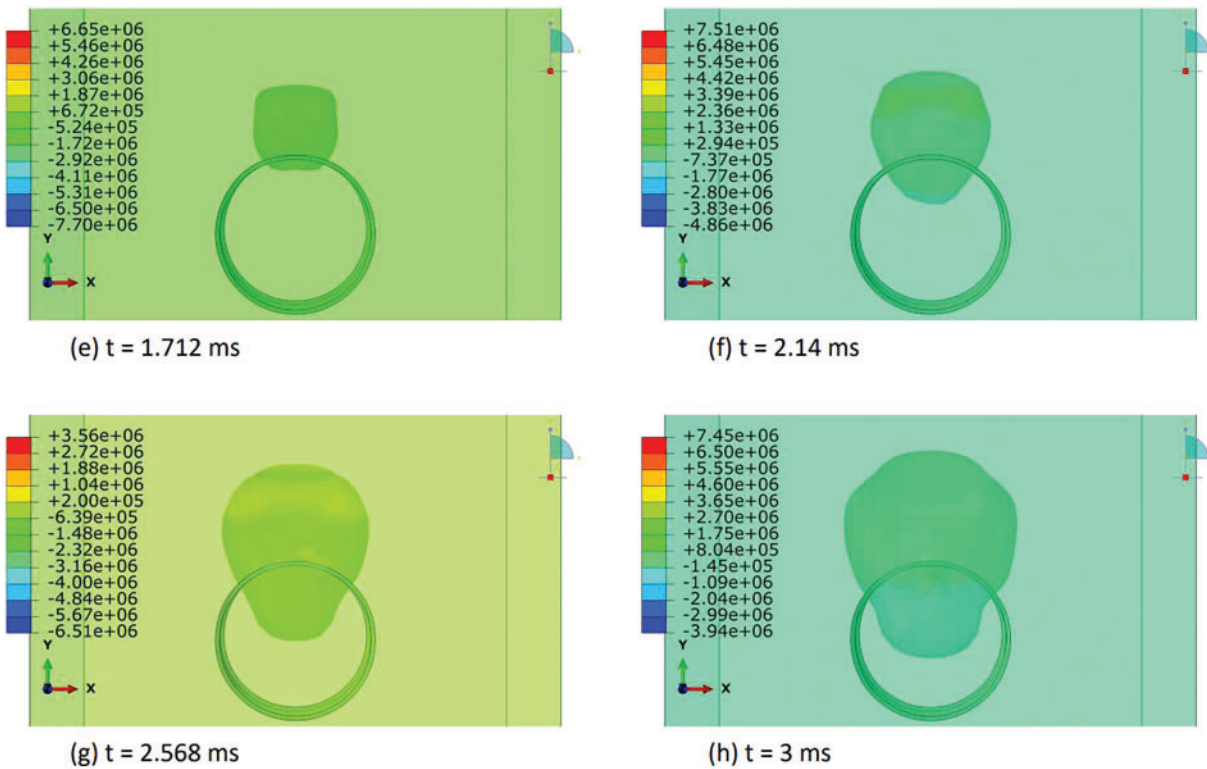 +6.65e+06
+5.46e+06
+4.26e+06
+3.06e+06
+1.87e+06
+6.72e+05
-5.24e+05
-1.72e+06
-2.92e+06
-4.11e+06
-5.31e+06
-6.50e+06
-7.70e+06
Y
X
(e) t = 1.712 ms
+7.51e+06
+6.48e+06
+5.45e+06
+4.42e+06
+3.39e+06
+2.36e+06
+1.33e+06
+2.94e+05
-7.37e+05
-1.77e+06
-2.80e+06
-3.83e+06
-4.86e+06
Y
X
(f) t = 2.14 ms
+3.56e+06
+2.72e+06
+1.88e+06
+1.04e+06
+2.00e+05
-6.39e+05
-1.48e+06
-2.32e+06
-3.16e+06
-4.00e+06
-4.84e+06
-5.67e+06
-6.51e+06
Y
X
(g) t = 2.568 ms
+7.45e+06
+6.50e+06
+5.55e+06
+4.60e+06
+3.65e+06
+2.70e+06
+1.75e+06
+8.04e+05
-1.45e+05
-1.09e+06
-2.04e+06
-2.99e+06
-3.94e+06
Y
X
(h) t = 3 ms